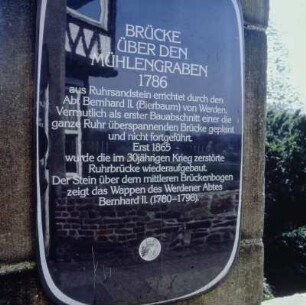 BRÜCKE
ÜBER DEN
MÜHLENGRABEN
1786
aus Ruhrsandstein errichtet durch den
Abt Bernhard II. (Bierbaum) von Werden.
Vermutlich als erster Bauabschnitt einer die
ganze Ruhr überspannenden Brücke geplant
und nicht fortgeführt.
Erst 1865
wurde die im 30jährigen Krieg zerstörte
Ruhrbrücke wiederaufgebaut.
Der Stein über dem mittleren Brückenbogen
zeigt das Wappen des Werdener Abtes
Bernhard II. (1780-1798).